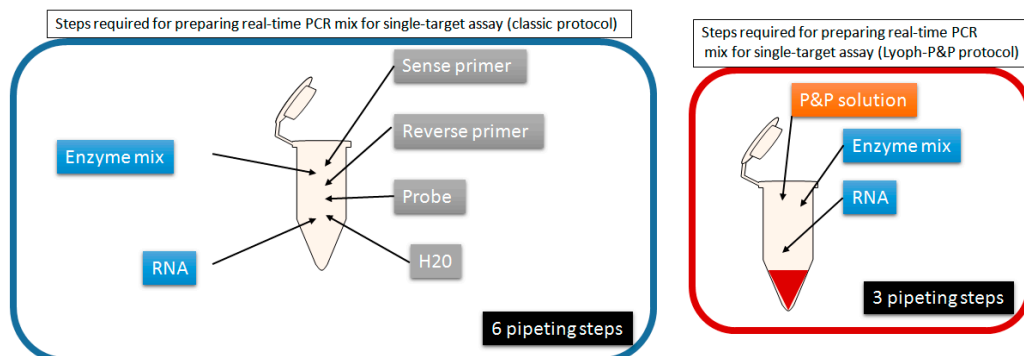 Steps required for preparing real-time PCR mix for single-target assay (classic protocol)
Sense primer
Reverse primer
Enzyme mix
Probe
RNA
H20
6 pipeting steps
Steps required for preparing real-time PCR
mix for single-target assay (Lyoph-P&P protocol)
P&P solution
Enzyme mix
RNA
3 pipeting steps